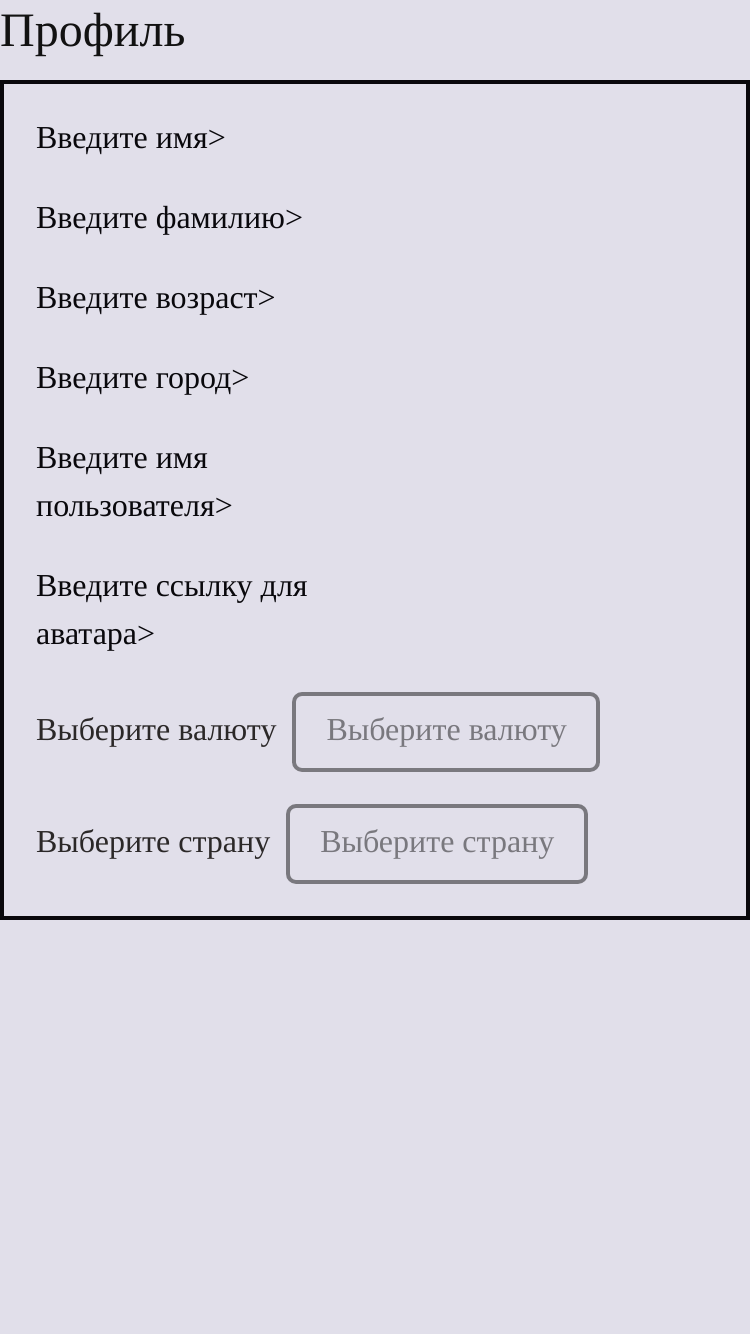 Профиль
Введите имя>
Введите фамилию>
Введите возраст>
Введите город>
Введите имя
пользователя>
Введите ссылку для
аватара>
Выберите валюту Выберите валюту
Выберите страну Выберите страну